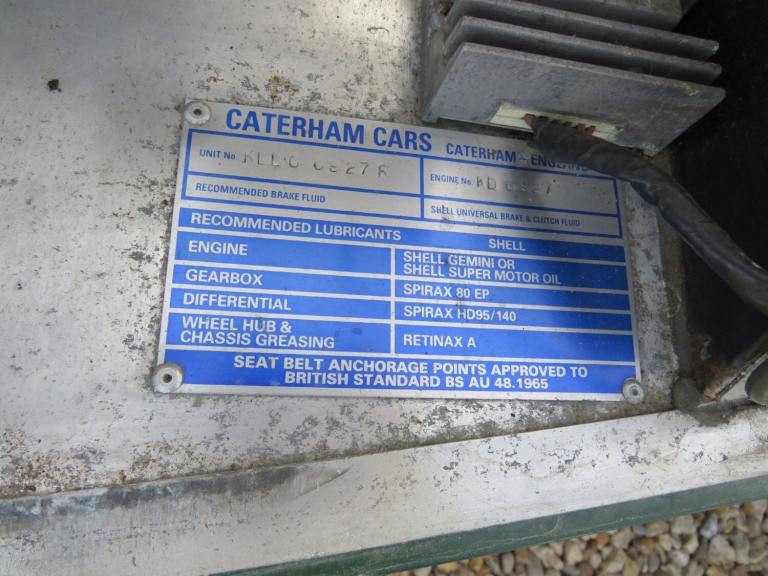 CATERHAM CARS CATERHAM - ENGLAND
UNIT No.
ENGINE No.
RECOMMENDED BRAKE FLUID
SHELL UNIVERSAL BRAKE & CLUTCH FLUID
RECOMMENDED LUBRICANTS SHELL
ENGINE SHELL GEMINI OR
SHELL SUPER MOTOR OIL
GEARBOX SPIRAX 80 EP
DIFFERENTIAL SPIRAX HD95/140
WHEEL HUB &
CHASSIS GREASING RETINAX A
SEAT BELT ANCHORAGE POINTS APPROVED TO
BRITISH STANDARD BS AU 48.1965